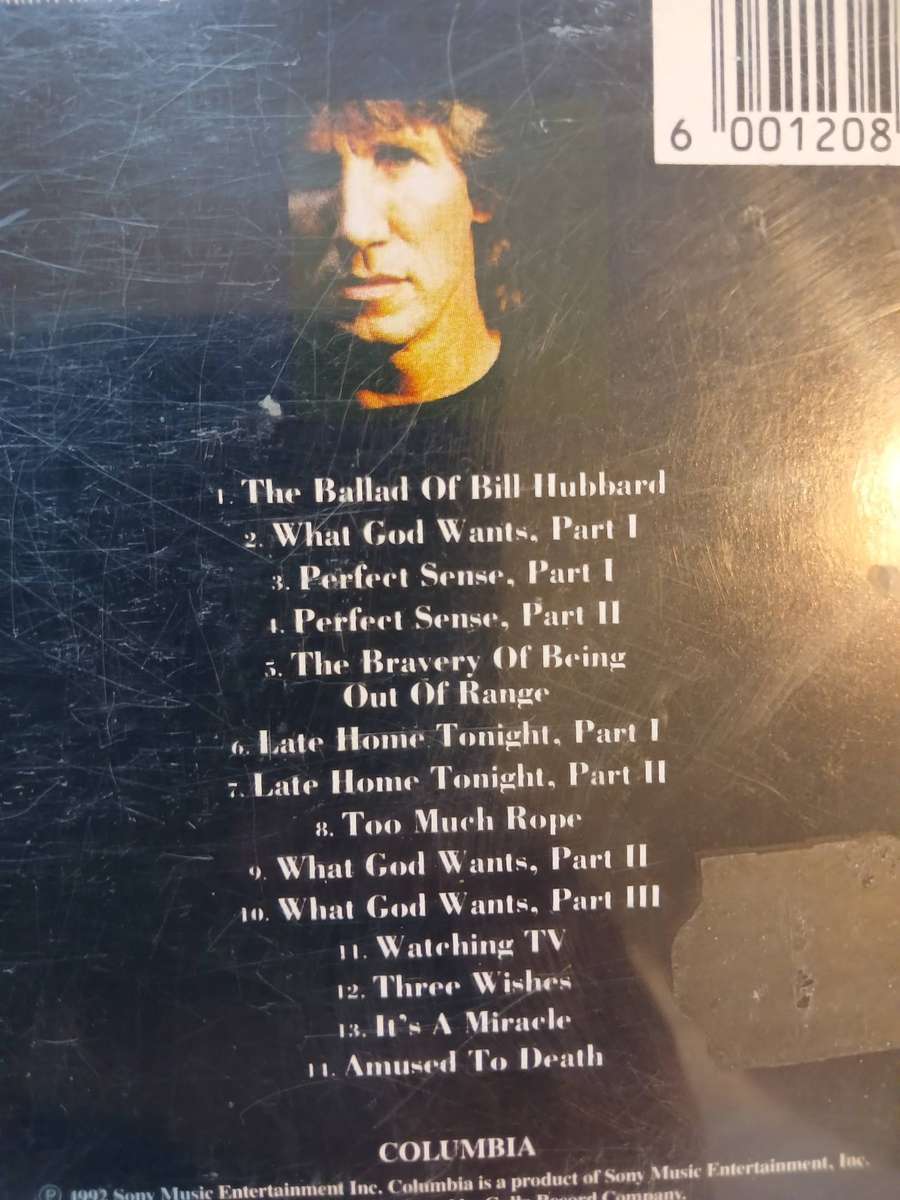 6 001208
1. The Ballad Of Bill Hubbard
2. What God Wants, Part I
3. Perfect Sense, Part I
4. Perfect Sense, Part II
5. The Bravery Of Being
Out Of Range
6. Late Home Tonight, Part I
7. Late Home Tonight, Part II
8. Too Much Rope
9. What God Wants, Part II
10. What God Wants, Part III
11. Watching TV
12. Three Wishes
13. It's A Miracle
14. Amused To Death
COLUMBIA
℗ 1992 Sony Music Entertainment Inc. Columbia is a product of Sony Music Entertainment, Inc.
Record Company.